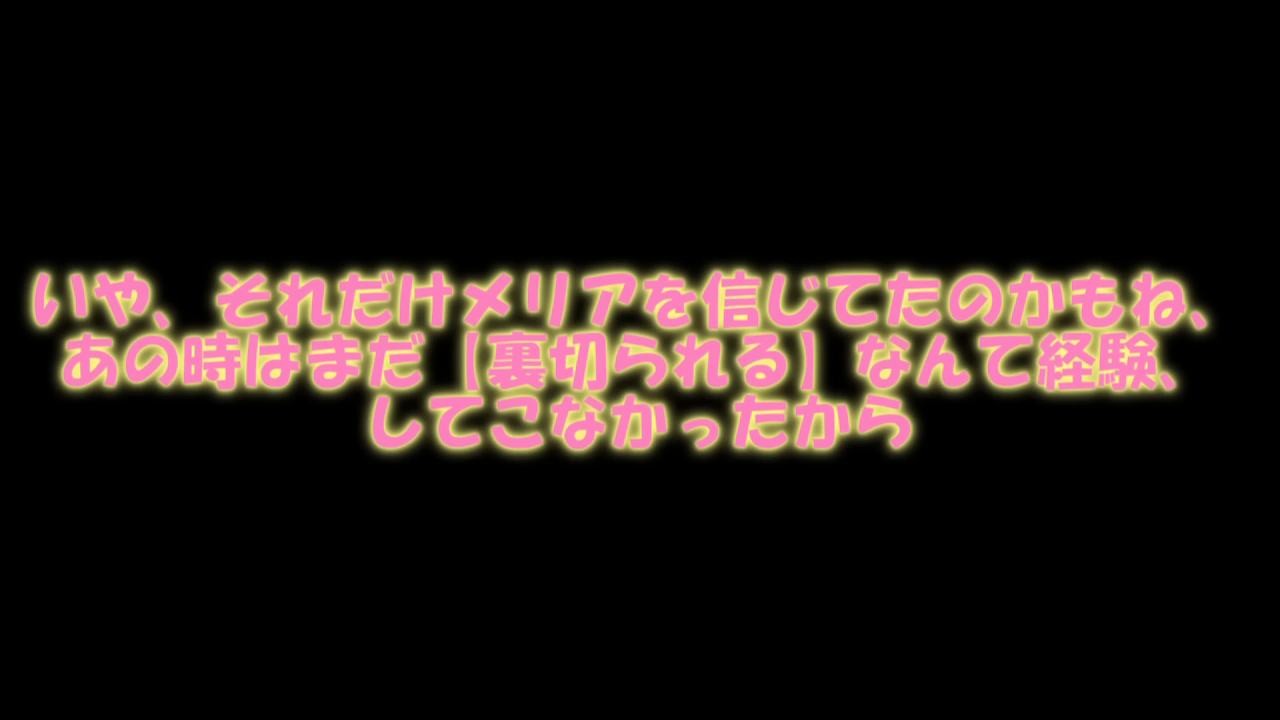 いや、それだけメリアを信じてたのかもね、
あの時はまだ【裏切られる】なんて経験、
してこなかったから